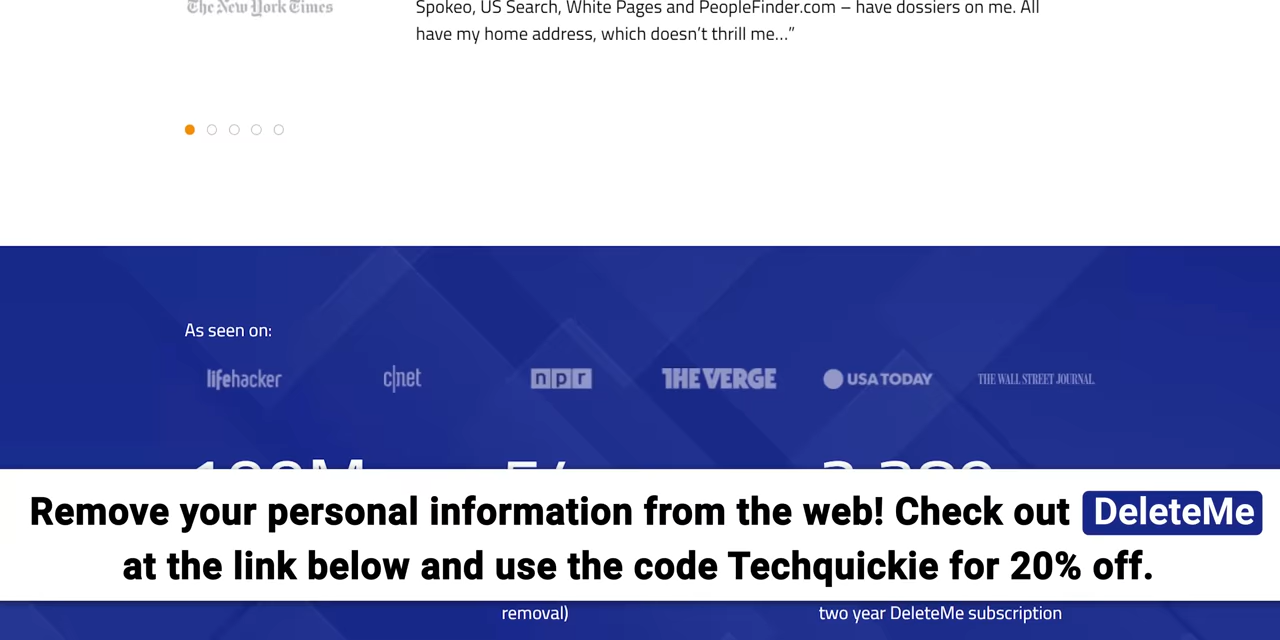 The New York Times
Spokeo, US Search, White Pages and PeopleFinder.com – have dossiers on me. All
have my home address, which doesn’t thrill me…”
As seen on:
lifehacker c|net npr THE VERGE USA TODAY THE WALL STREET JOURNAL
Remove your personal information from the web! Check out DeleteMe
at the link below and use the code Techquickie for 20% off.
removal) two year DeleteMe subscription